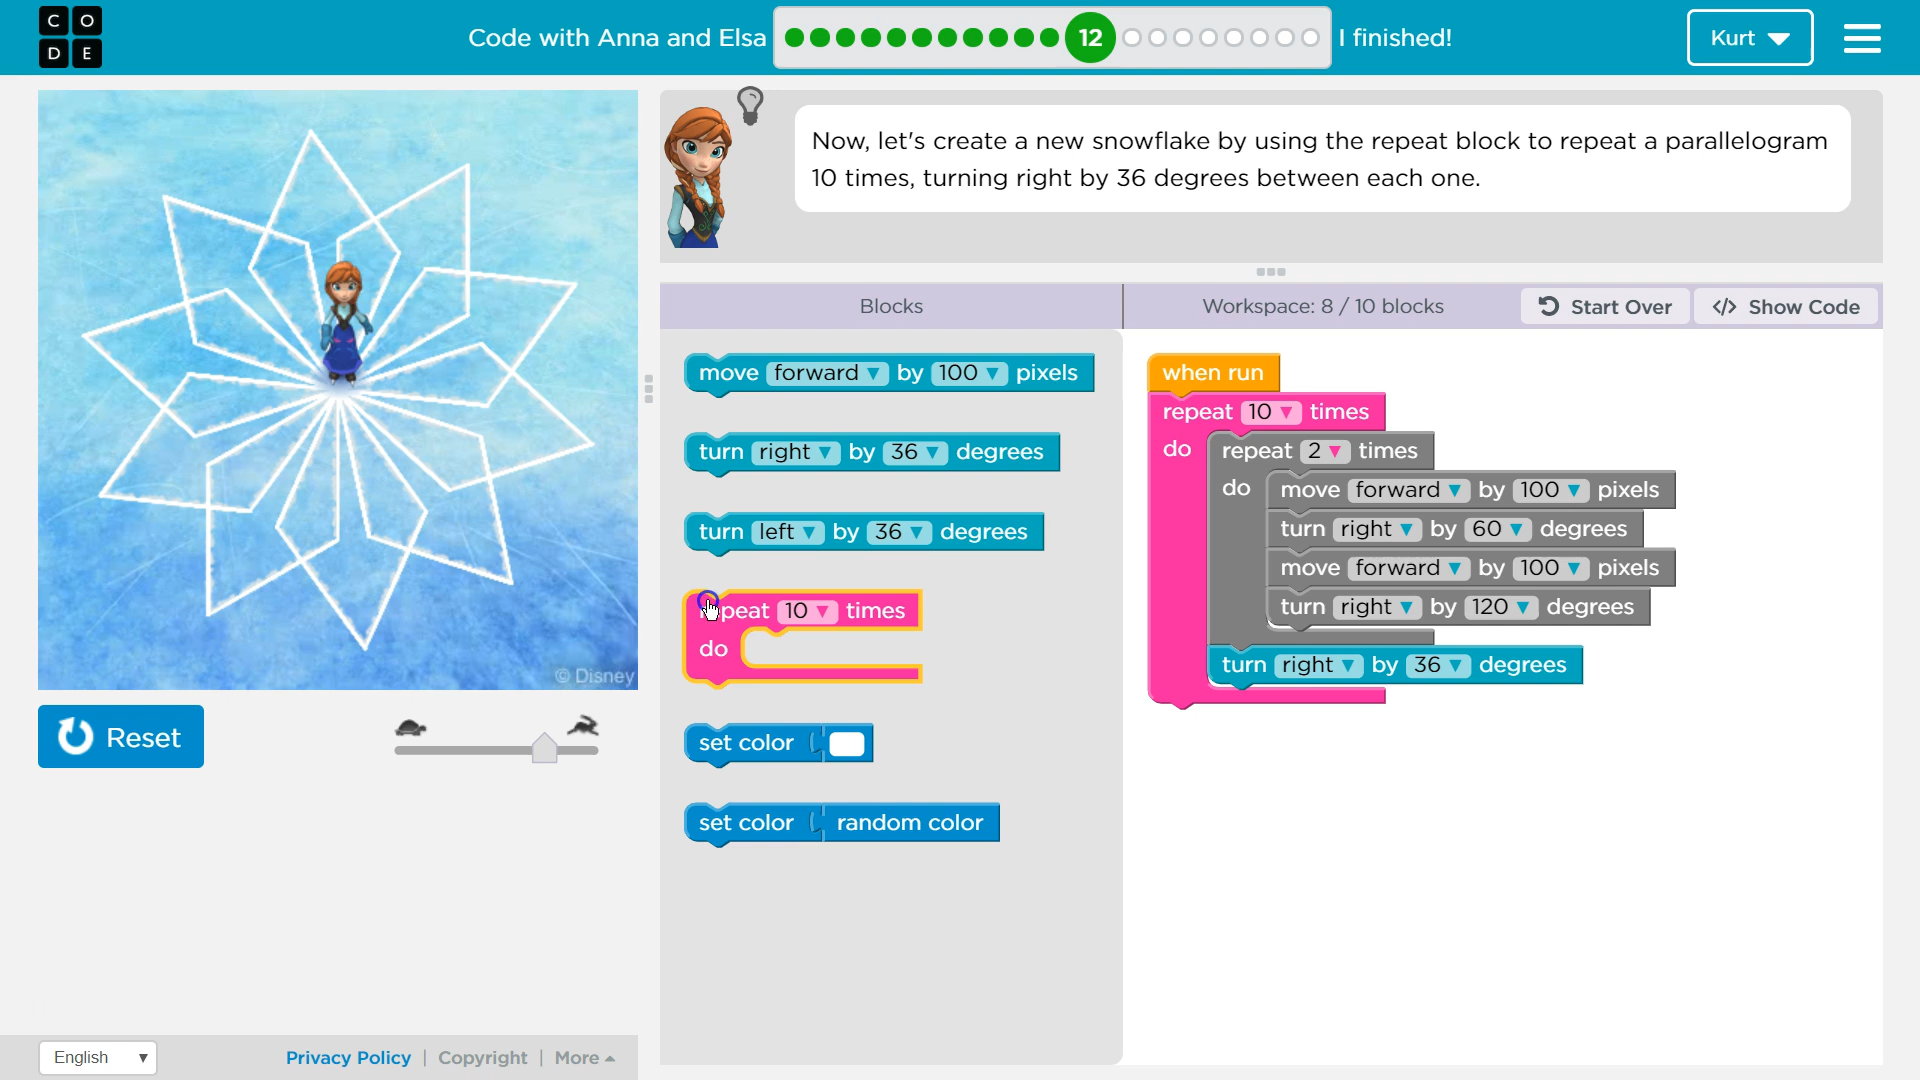 C O
D E
Code with Anna and Elsa
12
I finished!
Kurt
Now, let's create a new snowflake by using the repeat block to repeat a parallelogram
10 times, turning right by 36 degrees between each one.
Blocks
Workspace: 8 / 10 blocks
Start Over
</> Show Code
move forward by 100 pixels
turn right by 36 degrees
turn left by 36 degrees
repeat 10 times
do
set color
set color random color
when run
repeat 10 times
do
repeat 2 times
do
move forward by 100 pixels
turn right by 60 degrees
move forward by 100 pixels
turn right by 120 degrees
turn right by 36 degrees
© Disney
Reset
English
Privacy Policy | Copyright | More